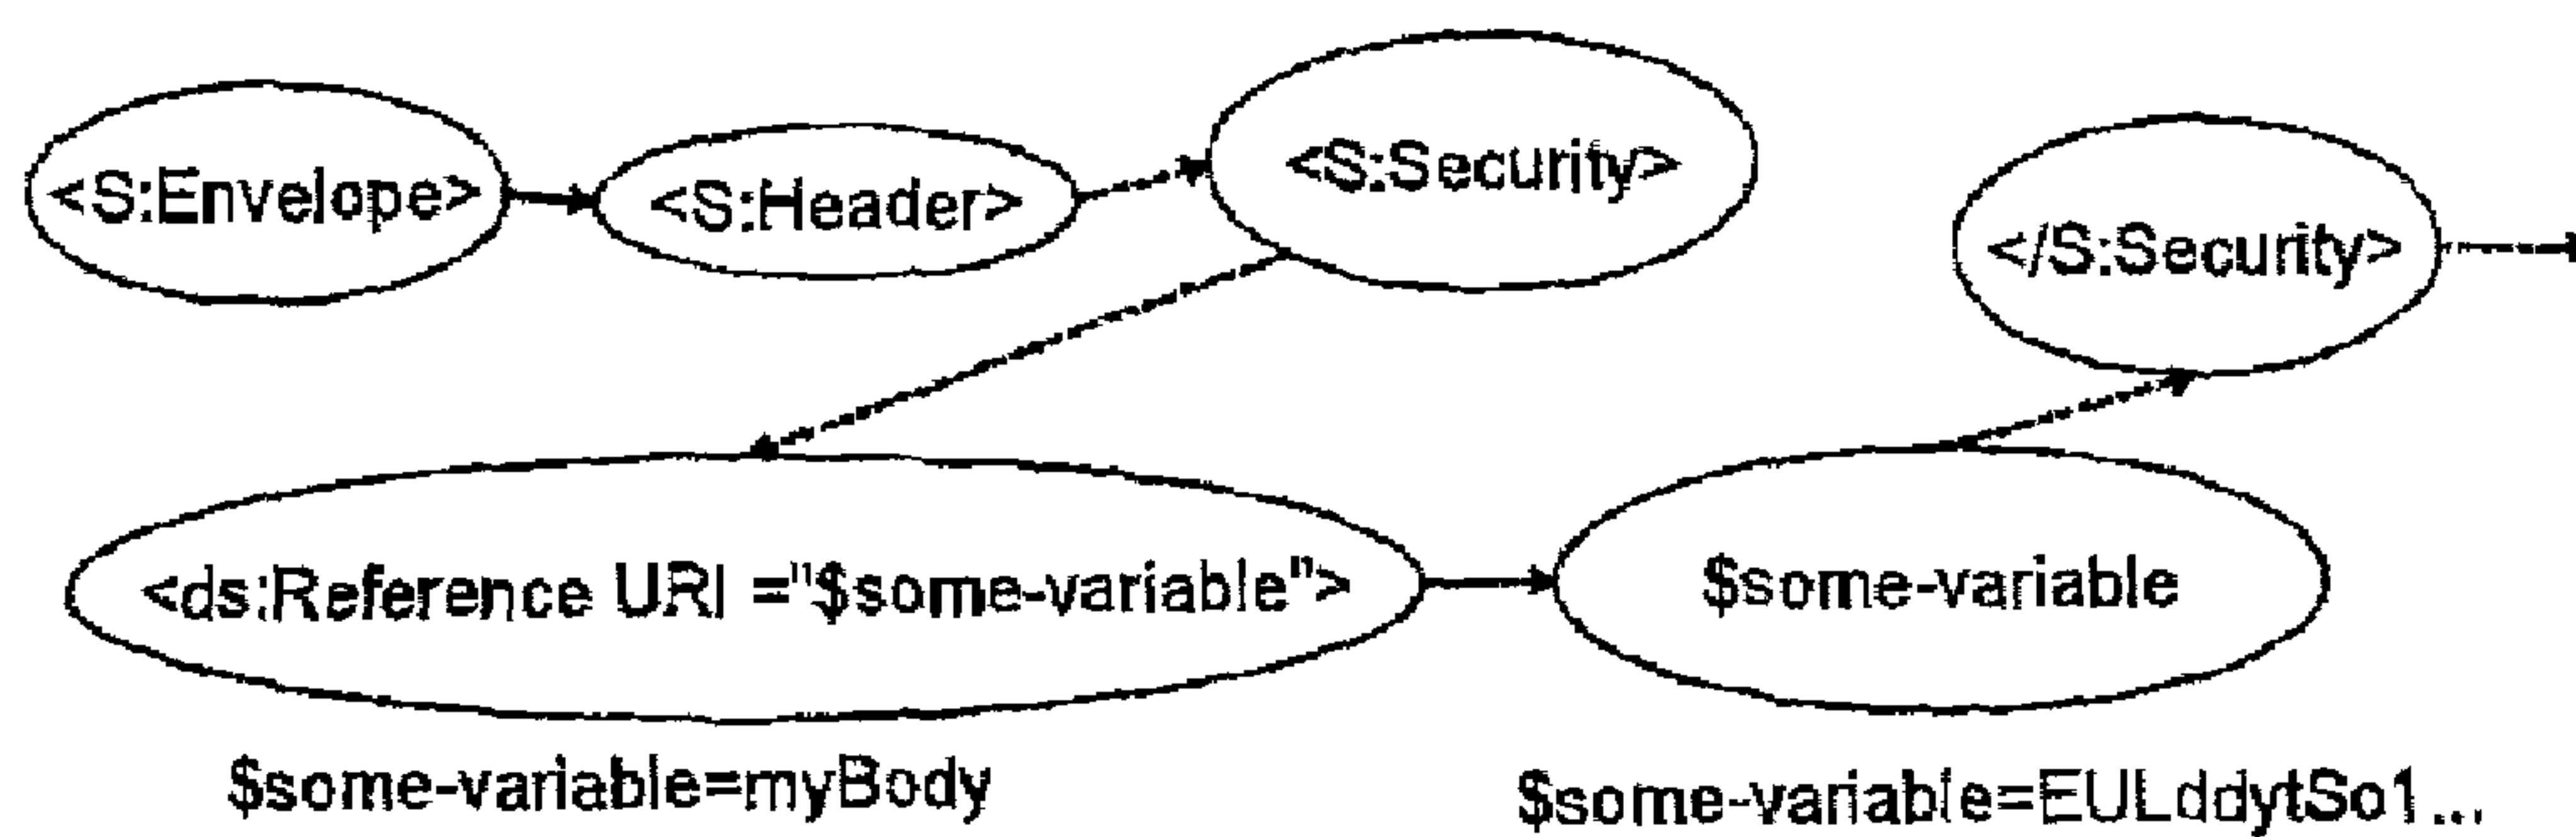 <S:Envelope>
<S:Header>
<S:Security>
</S:Security>
<ds:Reference URI ="$some-variable">
$some-variable
$some-variable=myBody
$some-variable=EULddytSo1...